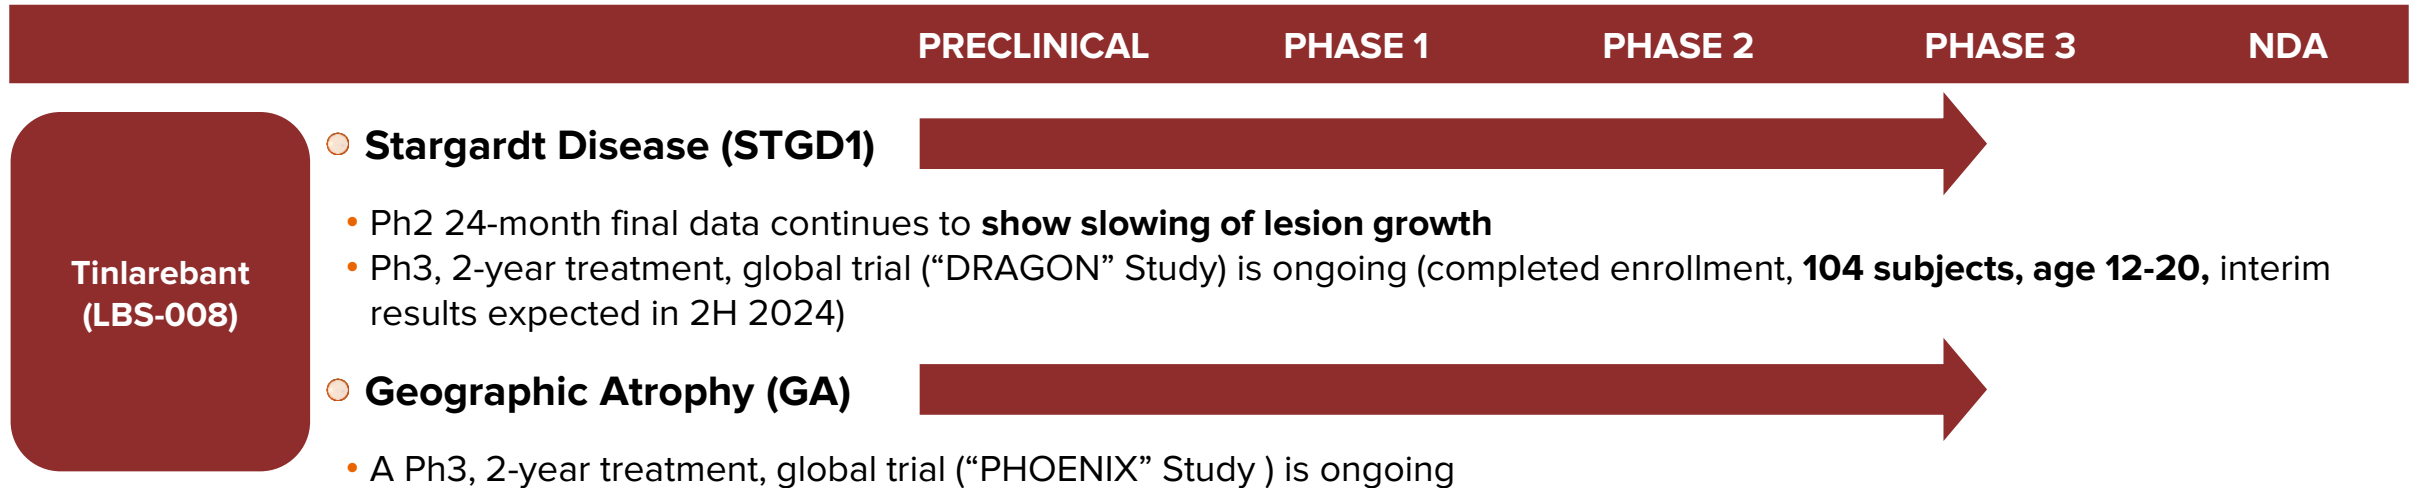 PRECLINICAL PHASE 1 PHASE 2 PHASE 3 NDA
Tinlarebant
(LBS-008)
Stargardt Disease (STGD1)
• Ph2 24-month final data continues to show slowing of lesion growth
• Ph3, 2-year treatment, global trial (“DRAGON” Study) is ongoing (completed enrollment, 104 subjects, age 12-20, interim
results expected in 2H 2024)
Geographic Atrophy (GA)
• A Ph3, 2-year treatment, global trial (“PHOENIX” Study ) is ongoing